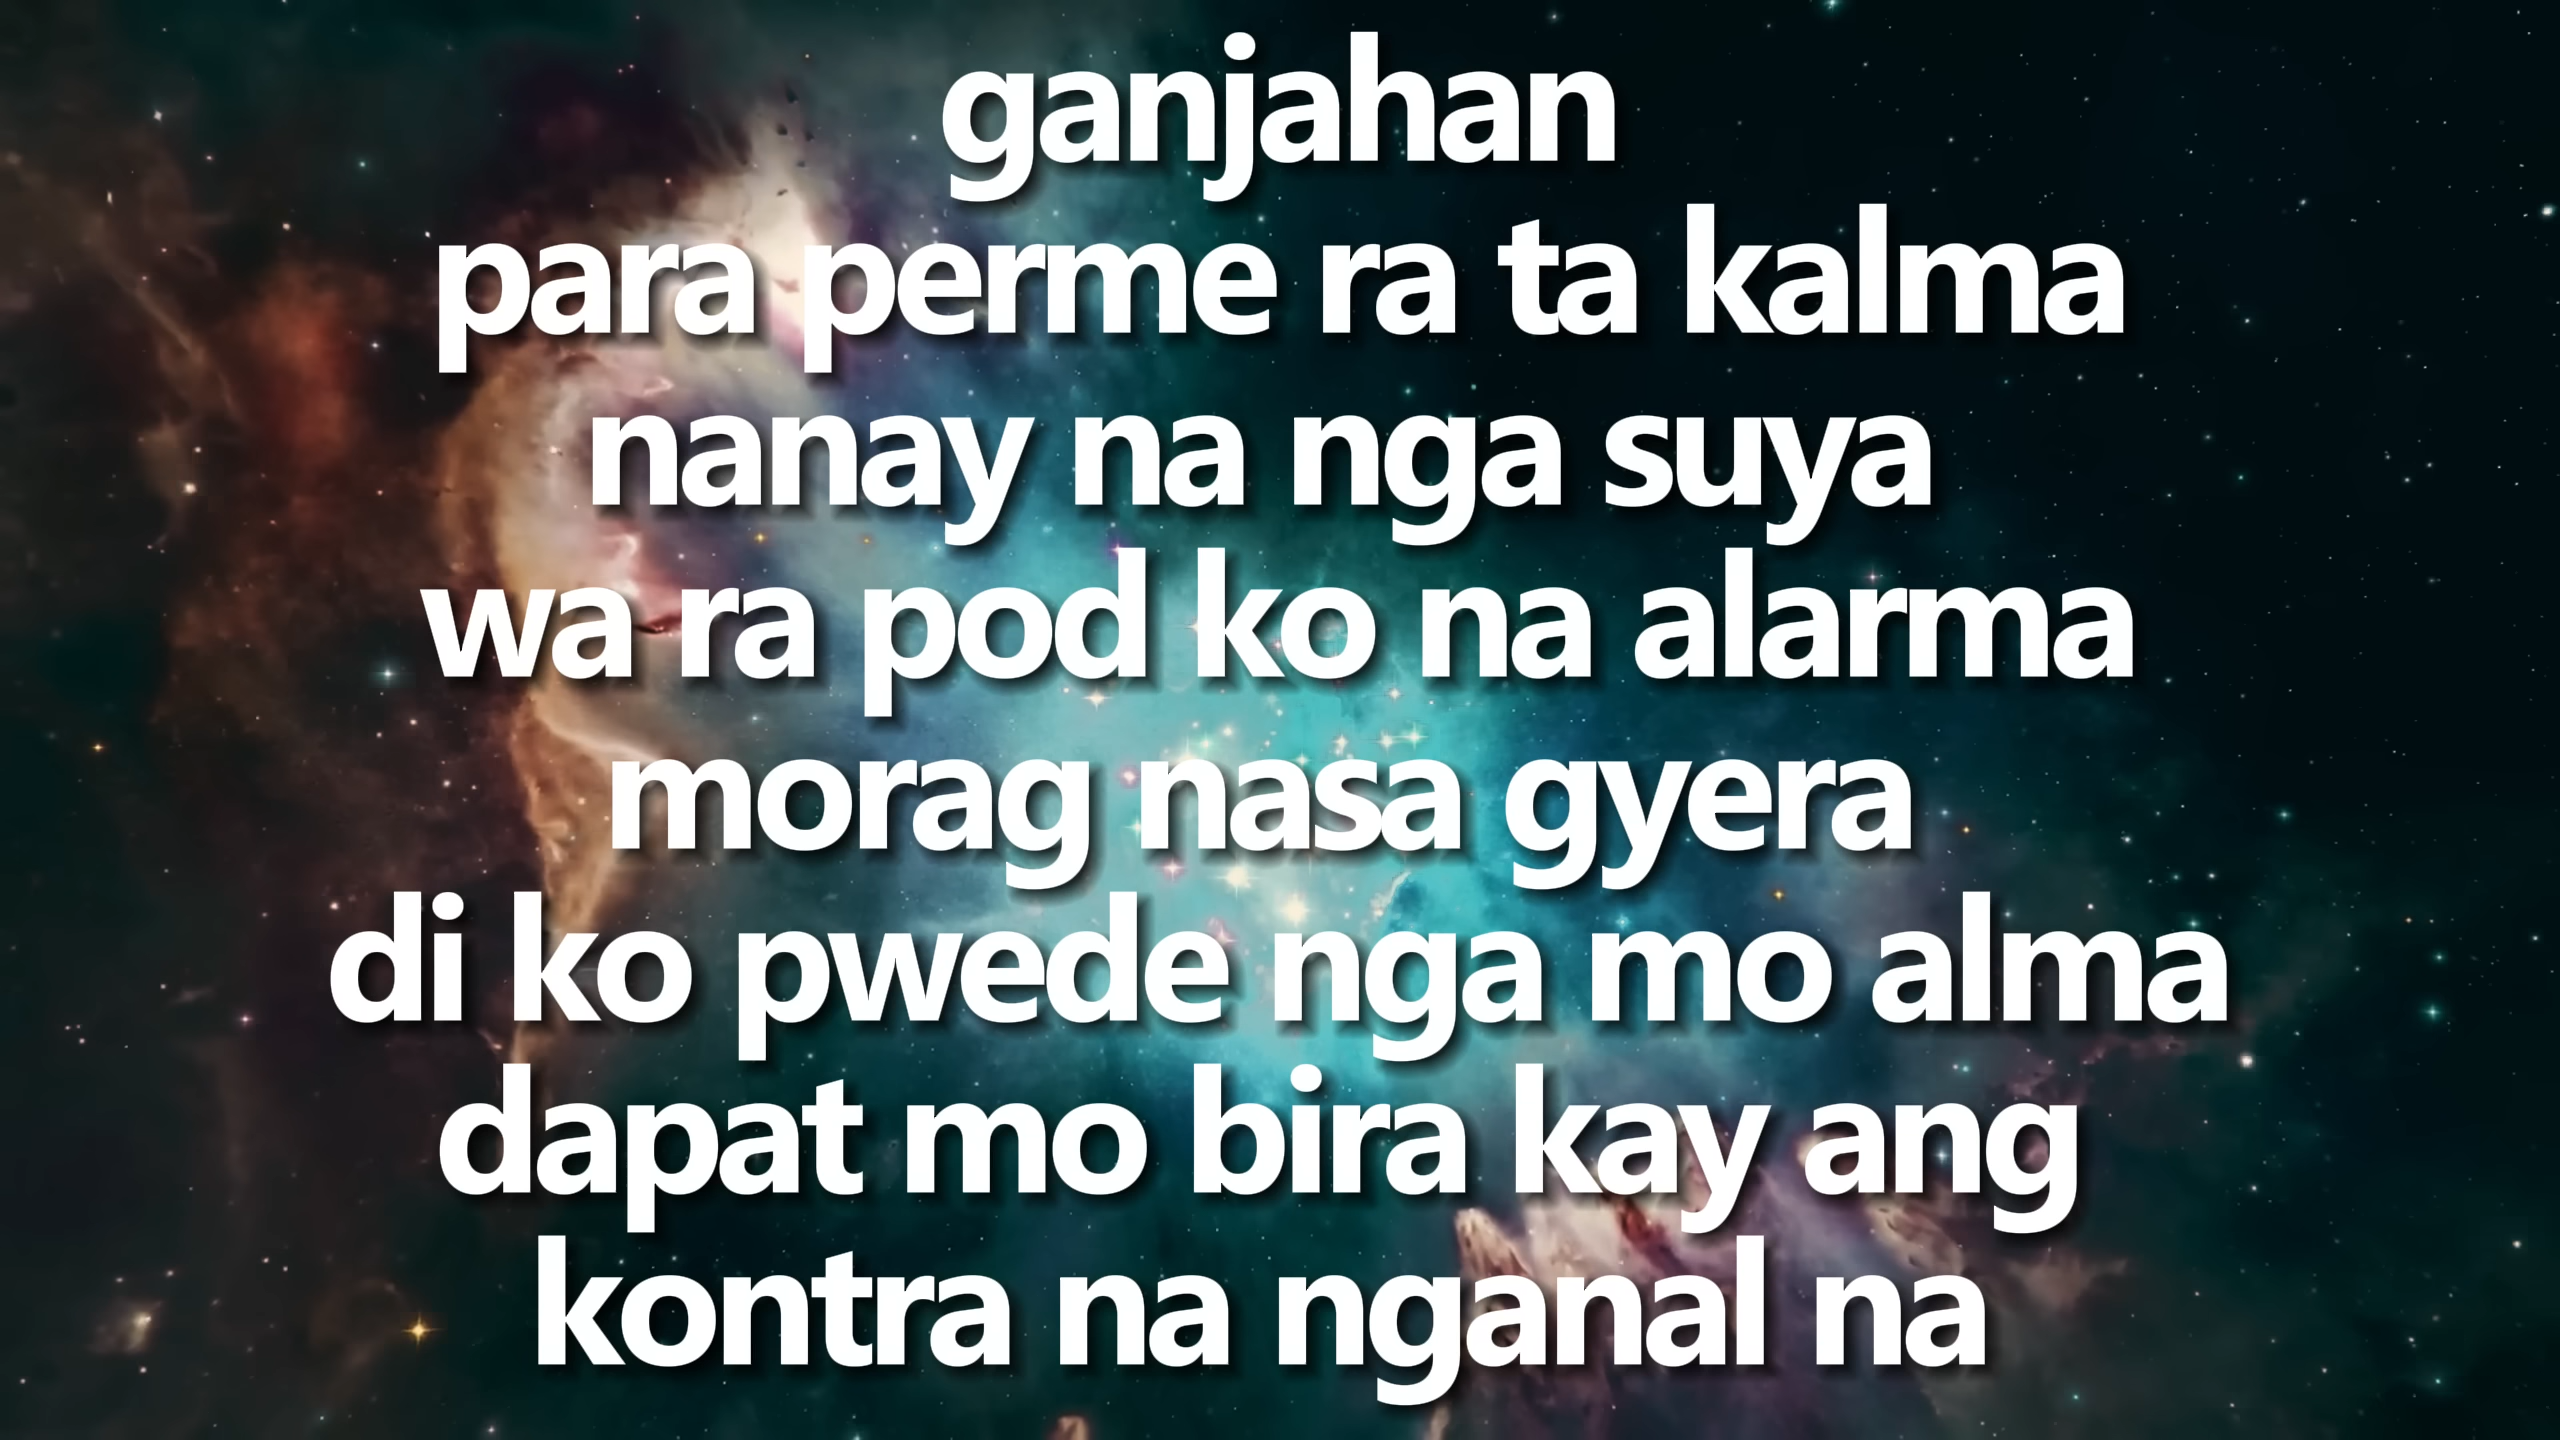 ganjahan
para perme ra ta kalma
nanay na nga suya
wa ra pod ko na alarma
morag nasa gyera
di ko pwede nga mo alma
dapat mo bira kay ang
kontra na nganal na